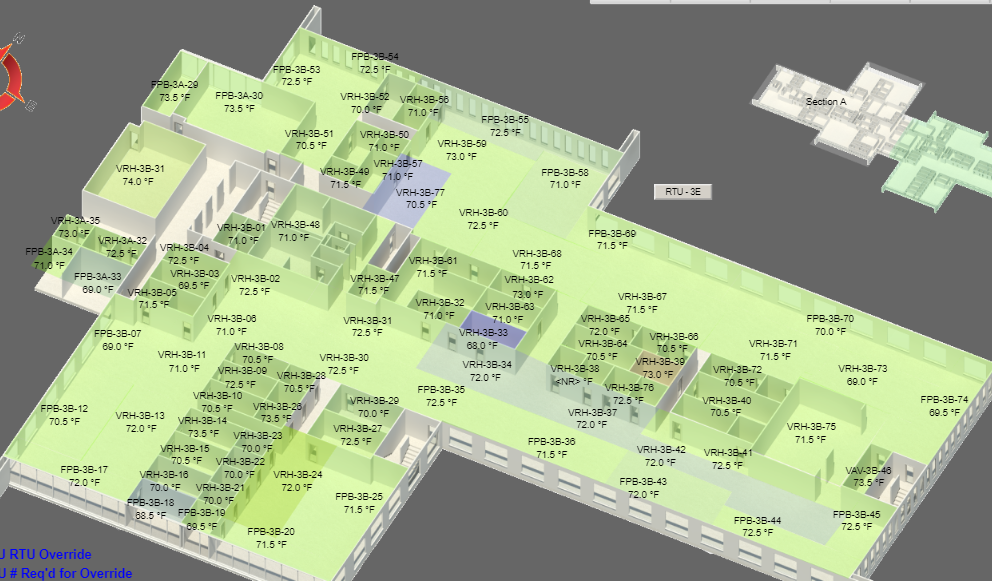 FPB-3B-54
72.5 °F
FPB-3B-53
72.5 °F
FPB-3A-29
73.5 °F
FPB-3A-30
73.5 °F
VRH-3B-52
70.0 °F
VRH-3B-56
71.0 °F
Section A
FPB-3B-55
72.5 °F
VRH-3B-51
70.5 °F
VRH-3B-50
71.0 °F
VRH-3B-59
73.0 °F
VRH-3B-31
74.0 °F
VRH-3B-49
71.5 °F
VRH-3B-57
71.0 °F
FPB-3B-58
71.0 °F
VRH-3B-77
70.5 °F
RTU - 3E
VRH-3A-35
73.0 °F
VRH-3B-60
72.5 °F
VRH-3B-01
71.0 °F
VRH-3B-48
71.0 °F
FPB-3B-69
71.5 °F
VRH-3A-32
72.5 °F
VRH-3B-04
72.5 °F
FPB-3A-34
71.0 °F
VRH-3B-61
71.5 °F
VRH-3B-68
71.5 °F
FPB-3A-33
69.0 °F
VRH-3B-03
69.5 °F
VRH-3B-02
72.5 °F
VRH-3B-47
71.5 °F
VRH-3B-62
73.0 °F
VRH-3B-05
71.5 °F
VRH-3B-67
71.5 °F
VRH-3B-32
71.0 °F
VRH-3B-63
71.0 °F
VRH-3B-06
71.0 °F
VRH-3B-31
72.5 °F
VRH-3B-65
72.0 °F
FPB-3B-70
70.0 °F
FPB-3B-07
69.0 °F
VRH-3B-33
68.0 °F
VRH-3B-66
70.5 °F
VRH-3B-64
70.5 °F
VRH-3B-71
71.5 °F
VRH-3B-08
70.5 °F
VRH-3B-11
71.0 °F
VRH-3B-30
72.5 °F
VRH-3B-34
72.0 °F
VRH-3B-39
73.0 °F
VRH-3B-38
<NR> °F
VRH-3B-72
70.5 °F
VRH-3B-73
69.0 °F
VRH-3B-09
72.5 °F
VRH-3B-28
70.5 °F
FPB-3B-35
72.5 °F
VRH-3B-76
72.5 °F
VRH-3B-10
70.5 °F
VRH-3B-29
70.0 °F
VRH-3B-40
70.5 °F
FPB-3B-74
69.5 °F
FPB-3B-12
70.5 °F
VRH-3B-26
73.5 °F
VRH-3B-13
72.0 °F
VRH-3B-37
72.0 °F
VRH-3B-14
73.5 °F
VRH-3B-27
72.5 °F
VRH-3B-75
71.5 °F
VRH-3B-23
70.0 °F
FPB-3B-36
71.5 °F
VRH-3B-15
70.5 °F
VRH-3B-42
72.0 °F
VRH-3B-41
72.5 °F
VRH-3B-22
70.0 °F
FPB-3B-17
72.0 °F
VRH-3B-16
70.0 °F
VRH-3B-24
72.0 °F
VAV-3B-46
73.5 °F
FPB-3B-43
72.0 °F
VRH-3B-21
70.0 °F
FPB-3B-25
71.5 °F
FPB-3B-18
68.5 °F
FPB-3B-19
69.5 °F
FPB-3B-45
72.5 °F
FPB-3B-44
72.5 °F
FPB-3B-20
71.5 °F
U RTU Override
U # Req'd for Override